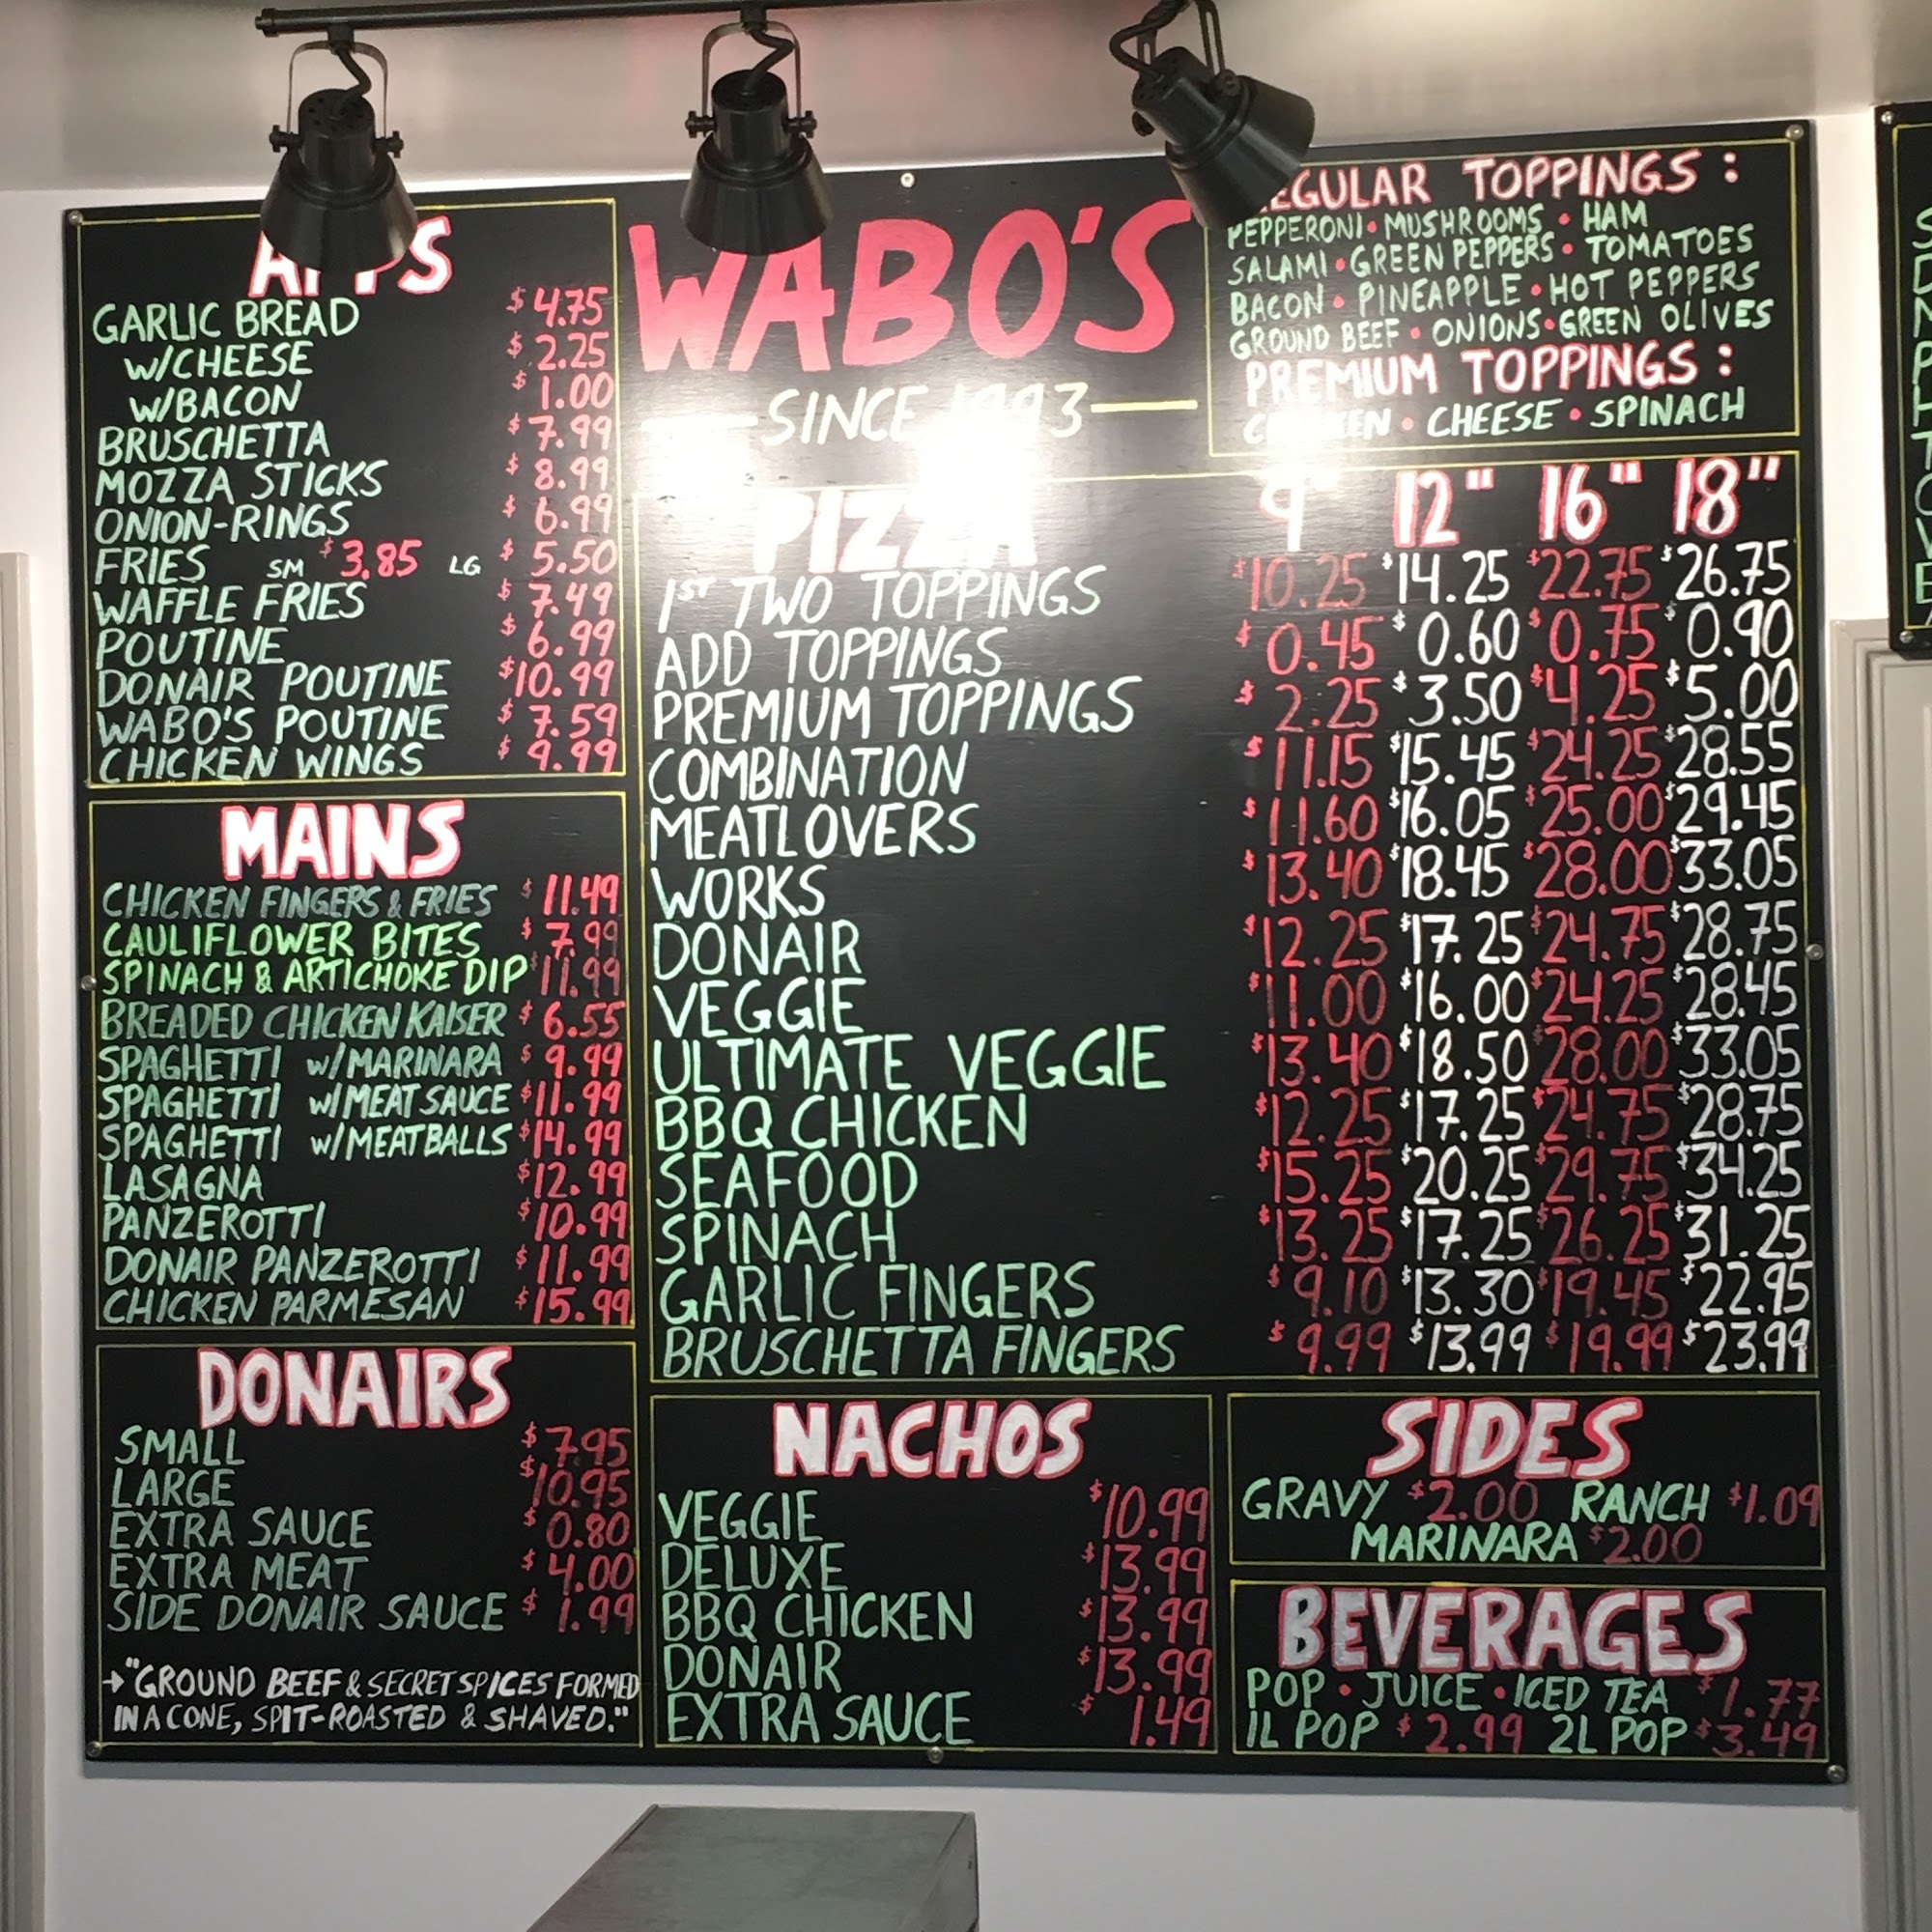 APPS
GARLIC BREAD $4.75
W/CHEESE $2.25
W/BACON $1.00
BRUSCHETTA $7.99
MOZZA STICKS $8.99
ONION-RINGS $6.99
FRIES SM $3.85 LG $5.50
WAFFLE FRIES $7.49
POUTINE $6.99
DONAIR POUTINE $10.99
WABO'S POUTINE $7.59
CHICKEN WINGS $9.99
MAINS
CHICKEN FINGERS & FRIES $11.49
CAULIFLOWER BITES $7.99
SPINACH & ARTICHOKE DIP $11.99
BREADED CHICKEN KAISER $6.55
SPAGHETTI W/MARINARA $9.99
SPAGHETTI W/MEAT SAUCE $11.99
SPAGHETTI W/MEATBALLS $14.99
LASAGNA $12.99
PANZEROTTI $10.99
DONAIR PANZEROTTI $11.99
CHICKEN PARMESAN $15.99
DONAIRS
SMALL $7.95
LARGE $10.95
EXTRA SAUCE $0.80
EXTRA MEAT $4.00
SIDE DONAIR SAUCE $1.99
→"GROUND BEEF & SECRET SPICES FORMED
IN A CONE, SPIT-ROASTED & SHAVED."
WABO'S
SINCE 1993
REGULAR TOPPINGS:
PEPPERONI • MUSHROOMS • HAM
SALAMI • GREEN PEPPERS • TOMATOES
BACON • PINEAPPLE • HOT PEPPERS
GROUND BEEF • ONIONS • GREEN OLIVES
PREMIUM TOPPINGS:
CHICKEN • CHEESE • SPINACH
PIZZA 9" 12" 16" 18"
1ST TWO TOPPINGS $10.25 $14.25 $22.75 $26.75
ADD TOPPINGS $0.45 $0.60 $0.75 $0.90
PREMIUM TOPPINGS $2.25 $3.50 $4.25 $5.00
COMBINATION $11.15 $15.45 $24.25 $28.55
MEATLOVERS $11.60 $16.05 $25.00 $29.45
WORKS $13.40 $18.45 $28.00 $33.05
DONAIR $12.25 $17.25 $24.75 $28.75
VEGGIE $11.00 $16.00 $24.25 $28.45
ULTIMATE VEGGIE $13.40 $18.50 $28.00 $33.05
BBQ CHICKEN $12.25 $17.25 $24.75 $28.75
SEAFOOD $15.25 $20.25 $29.75 $34.25
SPINACH $13.25 $17.25 $26.25 $31.25
GARLIC FINGERS $9.10 $13.30 $19.45 $22.95
BRUSCHETTA FINGERS $9.99 $13.99 $19.99 $23.99
NACHOS
VEGGIE $10.99
DELUXE $13.99
BBQ CHICKEN $13.99
DONAIR $13.99
EXTRA SAUCE $1.49
SIDES
GRAVY $2.00 RANCH $1.09
MARINARA $2.00
BEVERAGES
POP • JUICE • ICED TEA $1.77
1L POP $2.99 2L POP $3.49